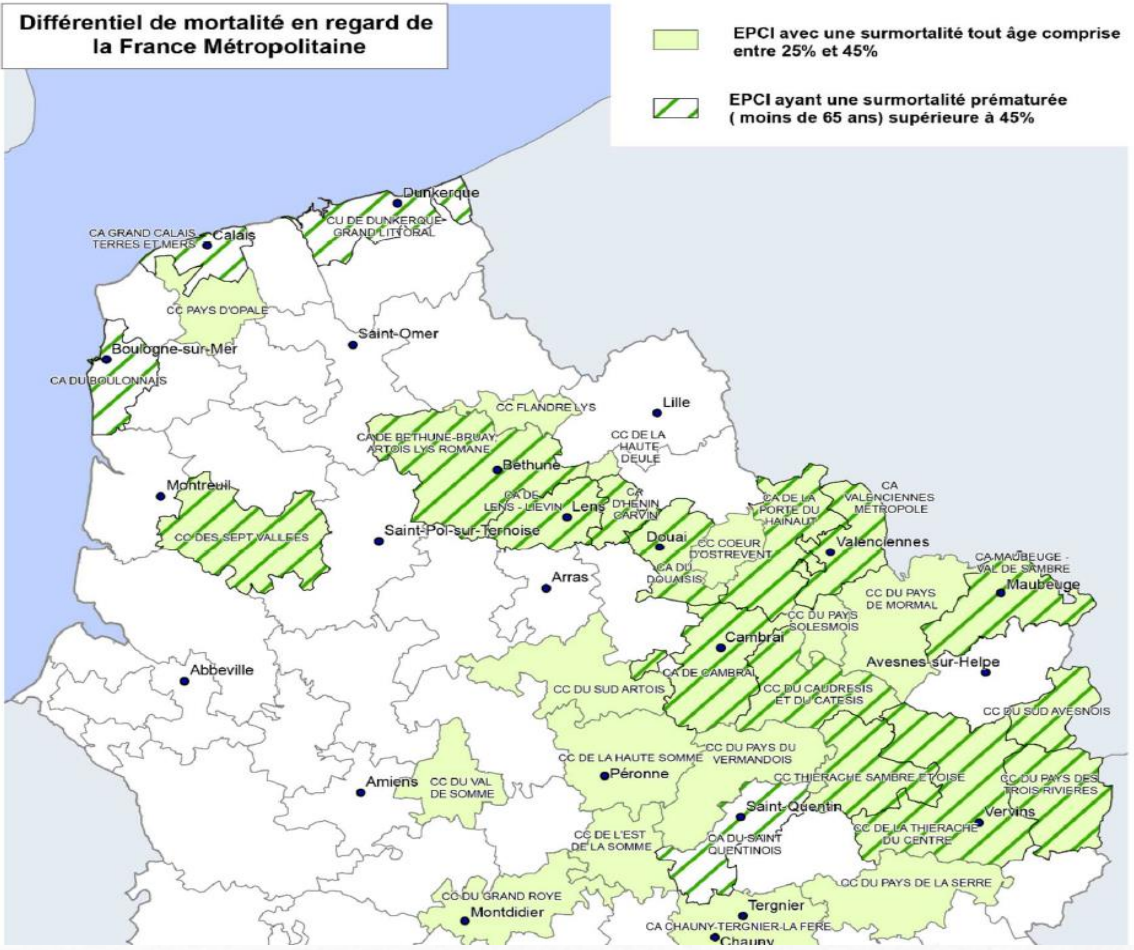 Différentiel de mortalité en regard de
la France Métropolitaine
EPCI avec une surmortalité tout âge comprise
entre 25% et 45%
EPCI ayant une surmortalité prématurée
( moins de 65 ans) supérieure à 45%
Dunkerque
CU DE DUNKERQUE-
GRAND LITTORAL
CA GRAND CALAIS
TERRES ET MERS
Calais
CC PAYS D'OPALE
Saint-Omer
Boulogne-sur-Mer
CA DU BOULONNAIS
CC FLANDRE LYS
Lille
CC DE LA
HAUTE
DEULE
CA DE BETHUNE-BRUAY,
ARTOIS LYS ROMANE
Béthune
Montreuil
CC DES SEPT VALLEES
CA DE
LENS - LIEVIN
Lens
CA
D'HENIN
CARVIN
Saint-Pol-sur-Ternoise
Douai
CA DU
DOUAISIS
CC COEUR
D'OSTREVENT
CA DE LA
PORTE DU
HAINAUT
CA
VALENCIENNES
METROPOLE
Valenciennes
CA MAUBEUGE -
VAL DE SAMBRE
Maubeuge
Arras
CC DU PAYS
DE MORMAL
CC DU PAYS
SOLESMOIS
Cambrai
CA DE CAMBRAI
Avesnes-sur-Helpe
Abbeville
CC DU SUD ARTOIS
CC DU CAUDRESIS
ET DU CATESIS
CC DU SUD AVESNOIS
CC DE LA HAUTE SOMME
Péronne
CC DU PAYS DU
VERMANDOIS
CC THIERACHE SAMBRE ET OISE
CC DU PAYS DES
TROIS RIVIERES
Amiens
CC DU VAL
DE SOMME
Saint-Quentin
CA DU SAINT
QUENTINOIS
Vervins
CC DE LA THIERACHE
DU CENTRE
CC DE L'EST
DE LA SOMME
CC DU PAYS DE LA SERRE
CC DU GRAND ROYE
Montdidier
Tergnier
CA CHAUNY-TERGNIER-LA FERE
Chauny